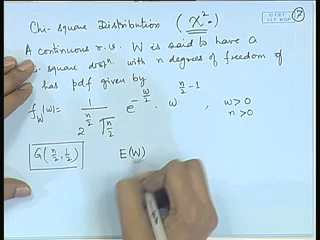 Chi-square Distribution (χ²-)
A continuous r.v. W is said to have a
chi-square distⁿ. with n degrees of freedom of
has pdf given by
f_W(w) = 1 / (2^(n/2) Γ(n/2)) e^(-w/2) . w^(n/2 - 1) , w>0
n>0
G(n/2, 1/2) E(W)